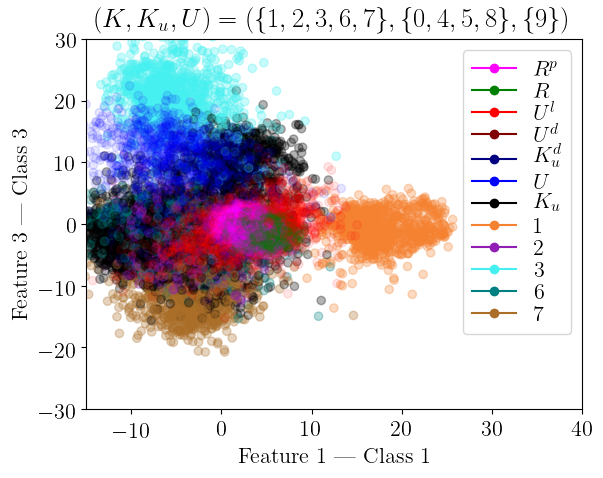 (K, K_u, U) = ({1, 2, 3, 6, 7}, {0, 4, 5, 8}, {9})
30
20
10
0
−10
−20
−30
Feature 3 — Class 3
R^p
R
U^l
U^d
K_u^d
U
K_u
1
2
3
6
7
−10 0 10 20 30 40
Feature 1 — Class 1